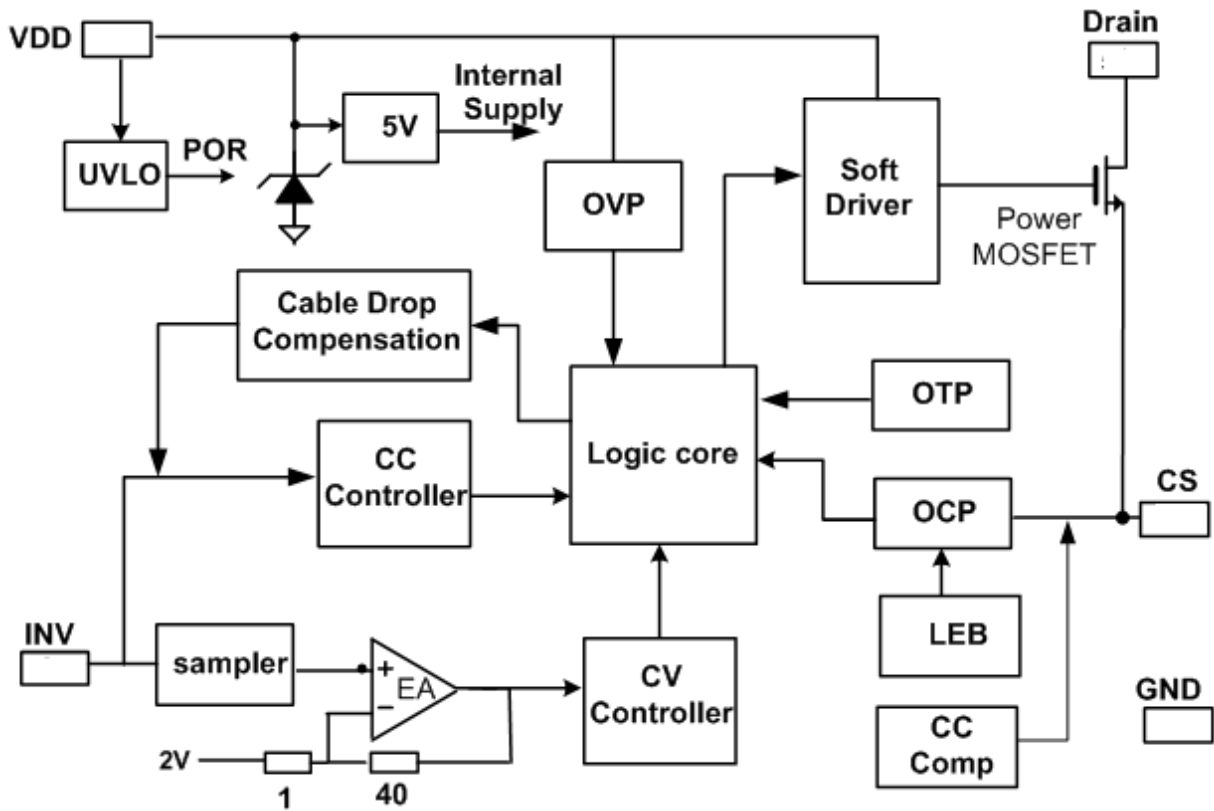 VDD
Drain
Internal
Supply
5V
UVLO
POR
OVP
Soft
Driver
Power
MOSFET
Cable Drop
Compensation
OTP
Logic core
CC
Controller
OCP
CS
LEB
INV
sampler
+
EA
−
CV
Controller
GND
CC
Comp
2V
1
40